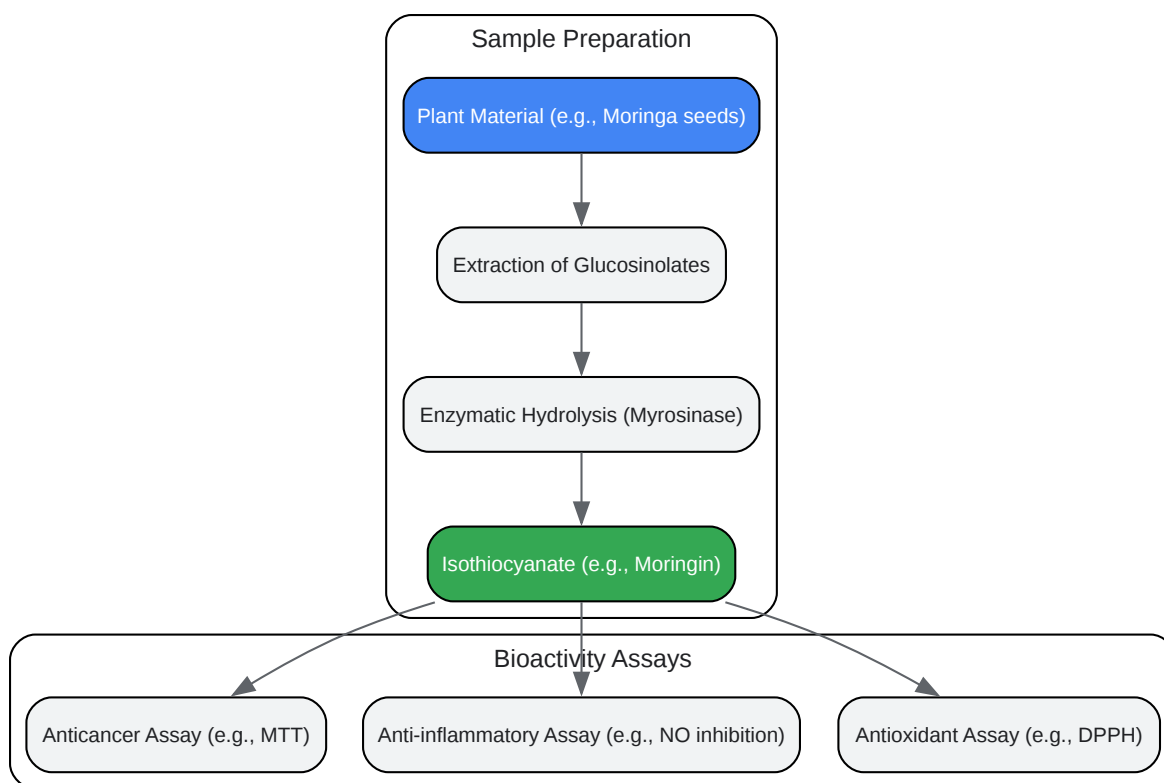 Sample Preparation
Plant Material (e.g., Moringa seeds)
Extraction of Glucosinolates
Enzymatic Hydrolysis (Myrosinase)
Isothiocyanate (e.g., Moringin)
Bioactivity Assays
Anticancer Assay (e.g., MTT)
Anti-inflammatory Assay (e.g., NO inhibition)
Antioxidant Assay (e.g., DPPH)